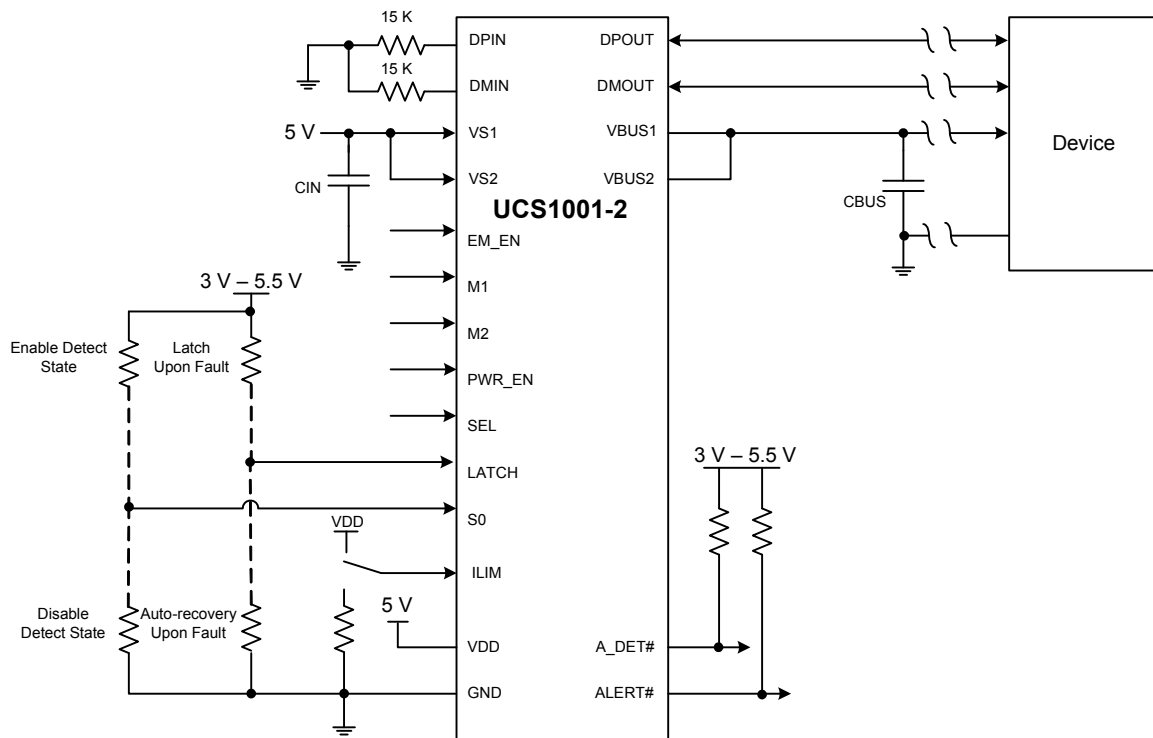 15 K
DPIN
DPOUT
15 K
DMIN
DMOUT
5 V
VS1
VBUS1
Device
CIN
VS2
VBUS2
CBUS
UCS1001-2
EM_EN
3 V – 5.5 V
M1
Enable Detect
State
Latch
Upon Fault
M2
PWR_EN
SEL
LATCH
3 V – 5.5 V
S0
VDD
ILIM
Disable
Detect State
Auto-recovery
Upon Fault
5 V
VDD
A_DET#
GND
ALERT#